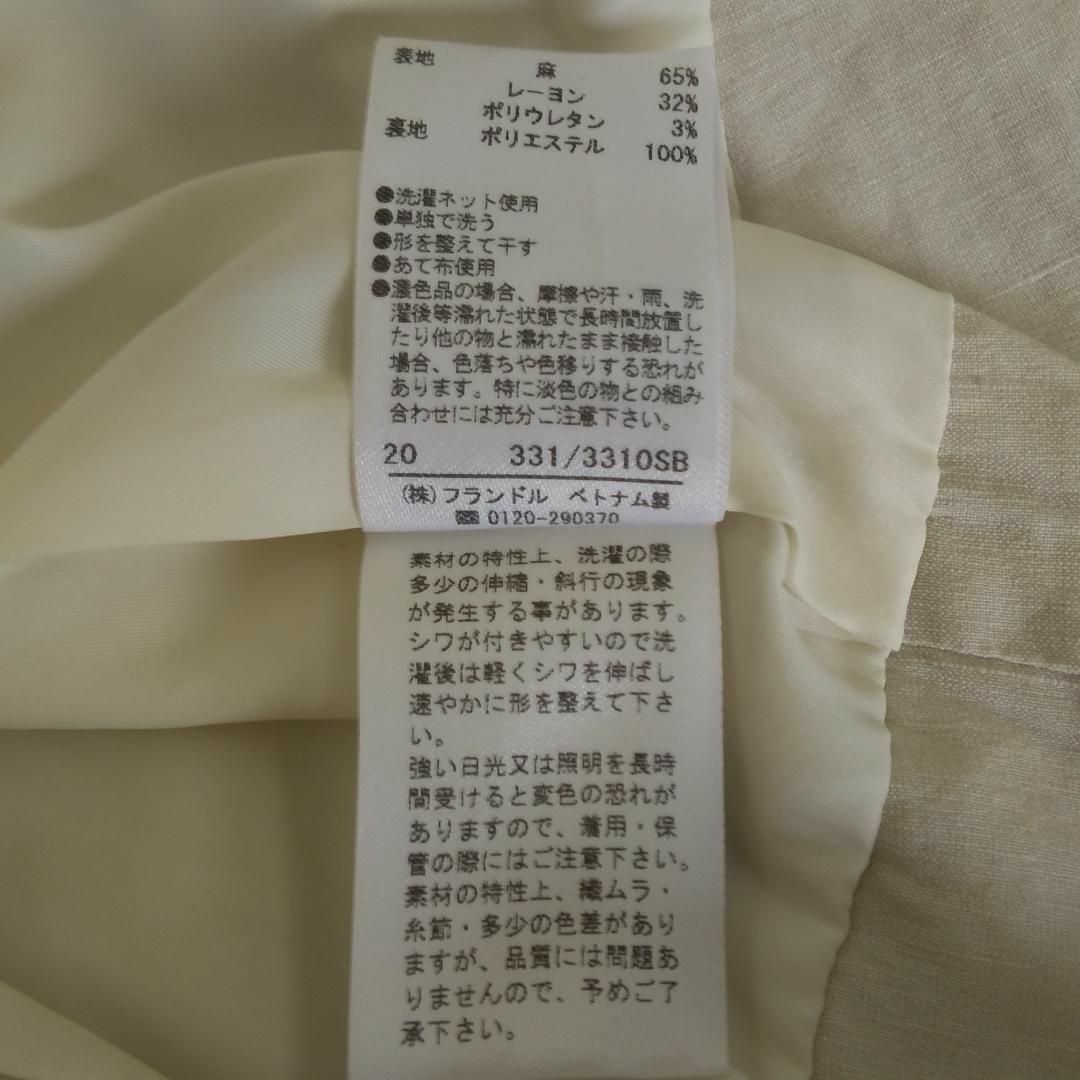 表地 麻 65%
レーヨン 32%
ポリウレタン 3%
裏地 ポリエステル 100%
●洗濯ネット使用
●単独で洗う
●形を整えて干す
●あて布使用
●濃色品の場合、摩擦や汗・雨、洗
濯後等濡れた状態で長時間放置し
たり他の物と濡れたまま接触した
場合、色落ちや色移りする恐れが
あります。特に淡色の物との組み
合わせには充分ご注意下さい。
20 331/3310SB
(株)フランドル ベトナム製
☎ 0120-290370
素材の特性上、洗濯の際
多少の伸縮・斜行の現象
が発生する事があります。
シワが付きやすいので洗
濯後は軽くシワを伸ばし
速やかに形を整えて下さ
い。
強い日光又は照明を長時
間受けると変色の恐れが
ありますので、着用・保
管の際にはご注意下さい。
素材の特性上、織ムラ・
糸節・多少の色差があり
ますが、品質には問題あ
りませんので、予めご了
承下さい。